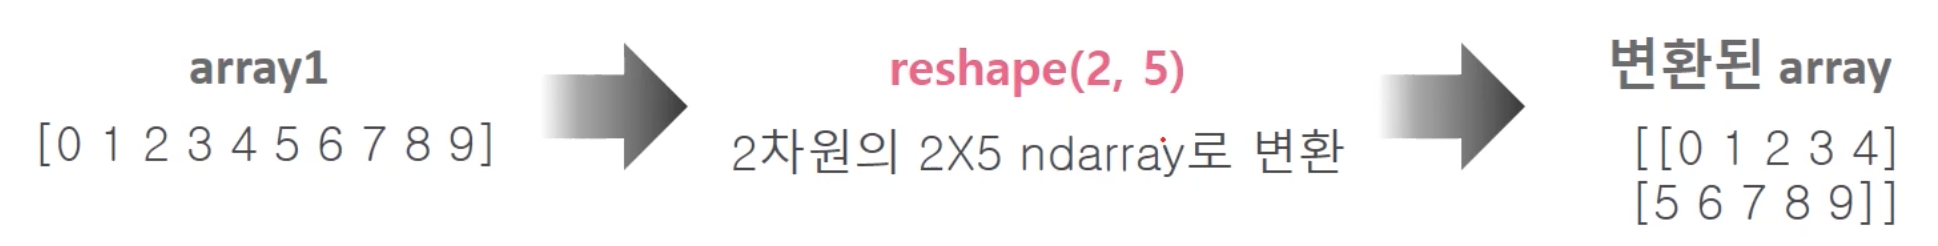 array1
[0 1 2 3 4 5 6 7 8 9]
reshape(2, 5)
2차원의 2X5 ndarray로 변환
변환된 array
[[0 1 2 3 4]
[5 6 7 8 9]]